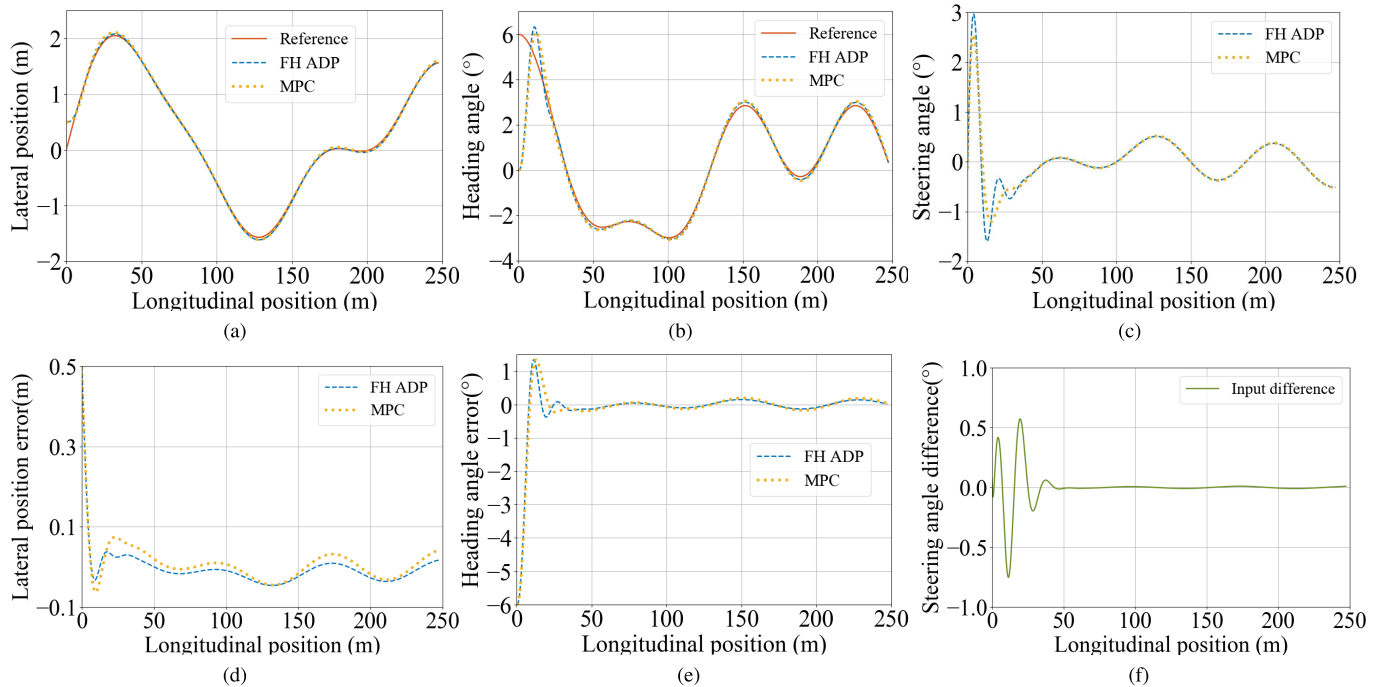 Lateral position (m)
2
1
0
−1
−2
Reference
FH ADP
MPC
0 50 100 150 200 250
Longitudinal position (m)
(a)
Heading angle (°)
6
4
2
0
−2
−4
Reference
FH ADP
MPC
0 50 100 150 200 250
Longitudinal position (m)
(b)
Steering angle (°)
3
2
1
0
−1
−2
FH ADP
MPC
0 50 100 150 200 250
Longitudinal position (m)
(c)
Lateral position error(m)
0.5
0.3
0.1
−0.1
FH ADP
MPC
0 50 100 150 200 250
Longitudinal position (m)
(d)
Heading angle error(°)
1
0
−1
−2
−3
−4
−5
−6
FH ADP
MPC
0 50 100 150 200 250
Longitudinal position (m)
(e)
Steering angle difference(°)
1.0
0.5
0.0
−0.5
−1.0
Input difference
0 50 100 150 200 250
Longitudinal position (m)
(f)